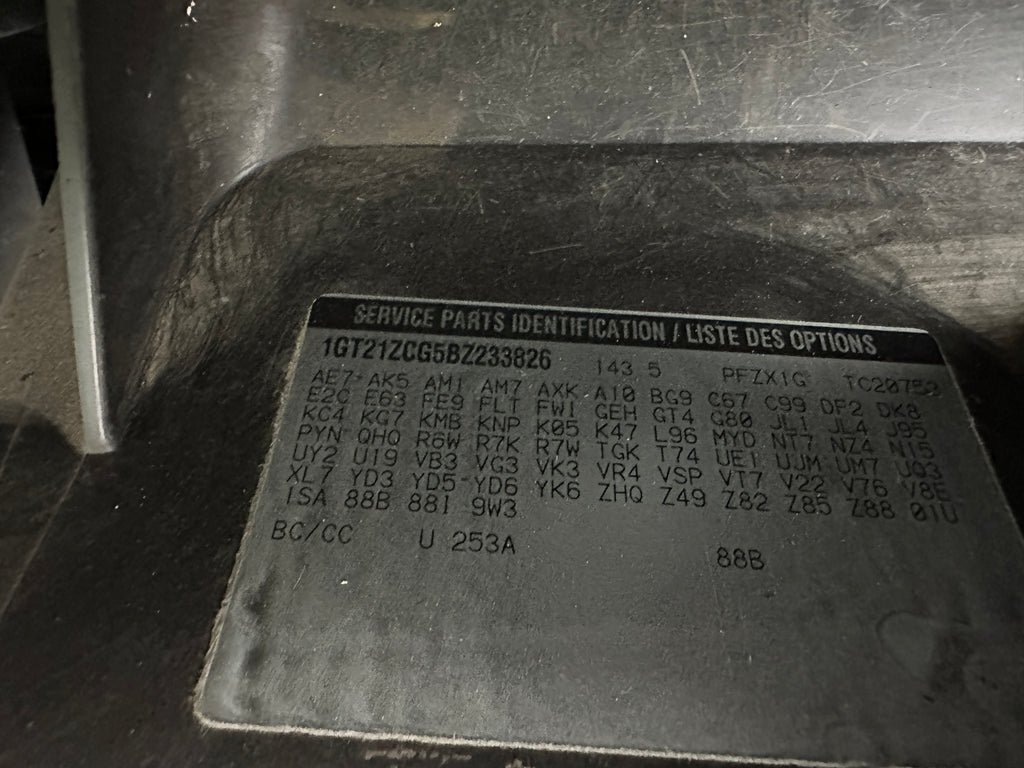 SERVICE PARTS IDENTIFICATION / LISTE DES OPTIONS
1GT21ZCG5BZ233826 143 5 PFZX1G TC20753
AE7 AK5 AM1 AM7 AXK A10 BG9 C67 C99 DF2 DK8
E2C E63 FE9 FLT FW1 GEH GT4 G80 JL1 JL4 J95
KC4 KG7 KMB KNP K05 K47 L96 MYD NT7 NZ4 N15
PYN QHQ R6W R7K R7W TGK T74 UE1 UJM UM7 UQ3
UY2 U19 VB3 VG3 VK3 VR4 VSP VT7 V22 V76 V8E
XL7 YD3 YD5 YD6 YK6 ZHQ Z49 Z82 Z85 Z88 01U
1SA 88B 88I 9W3
BC/CC U 253A
88B